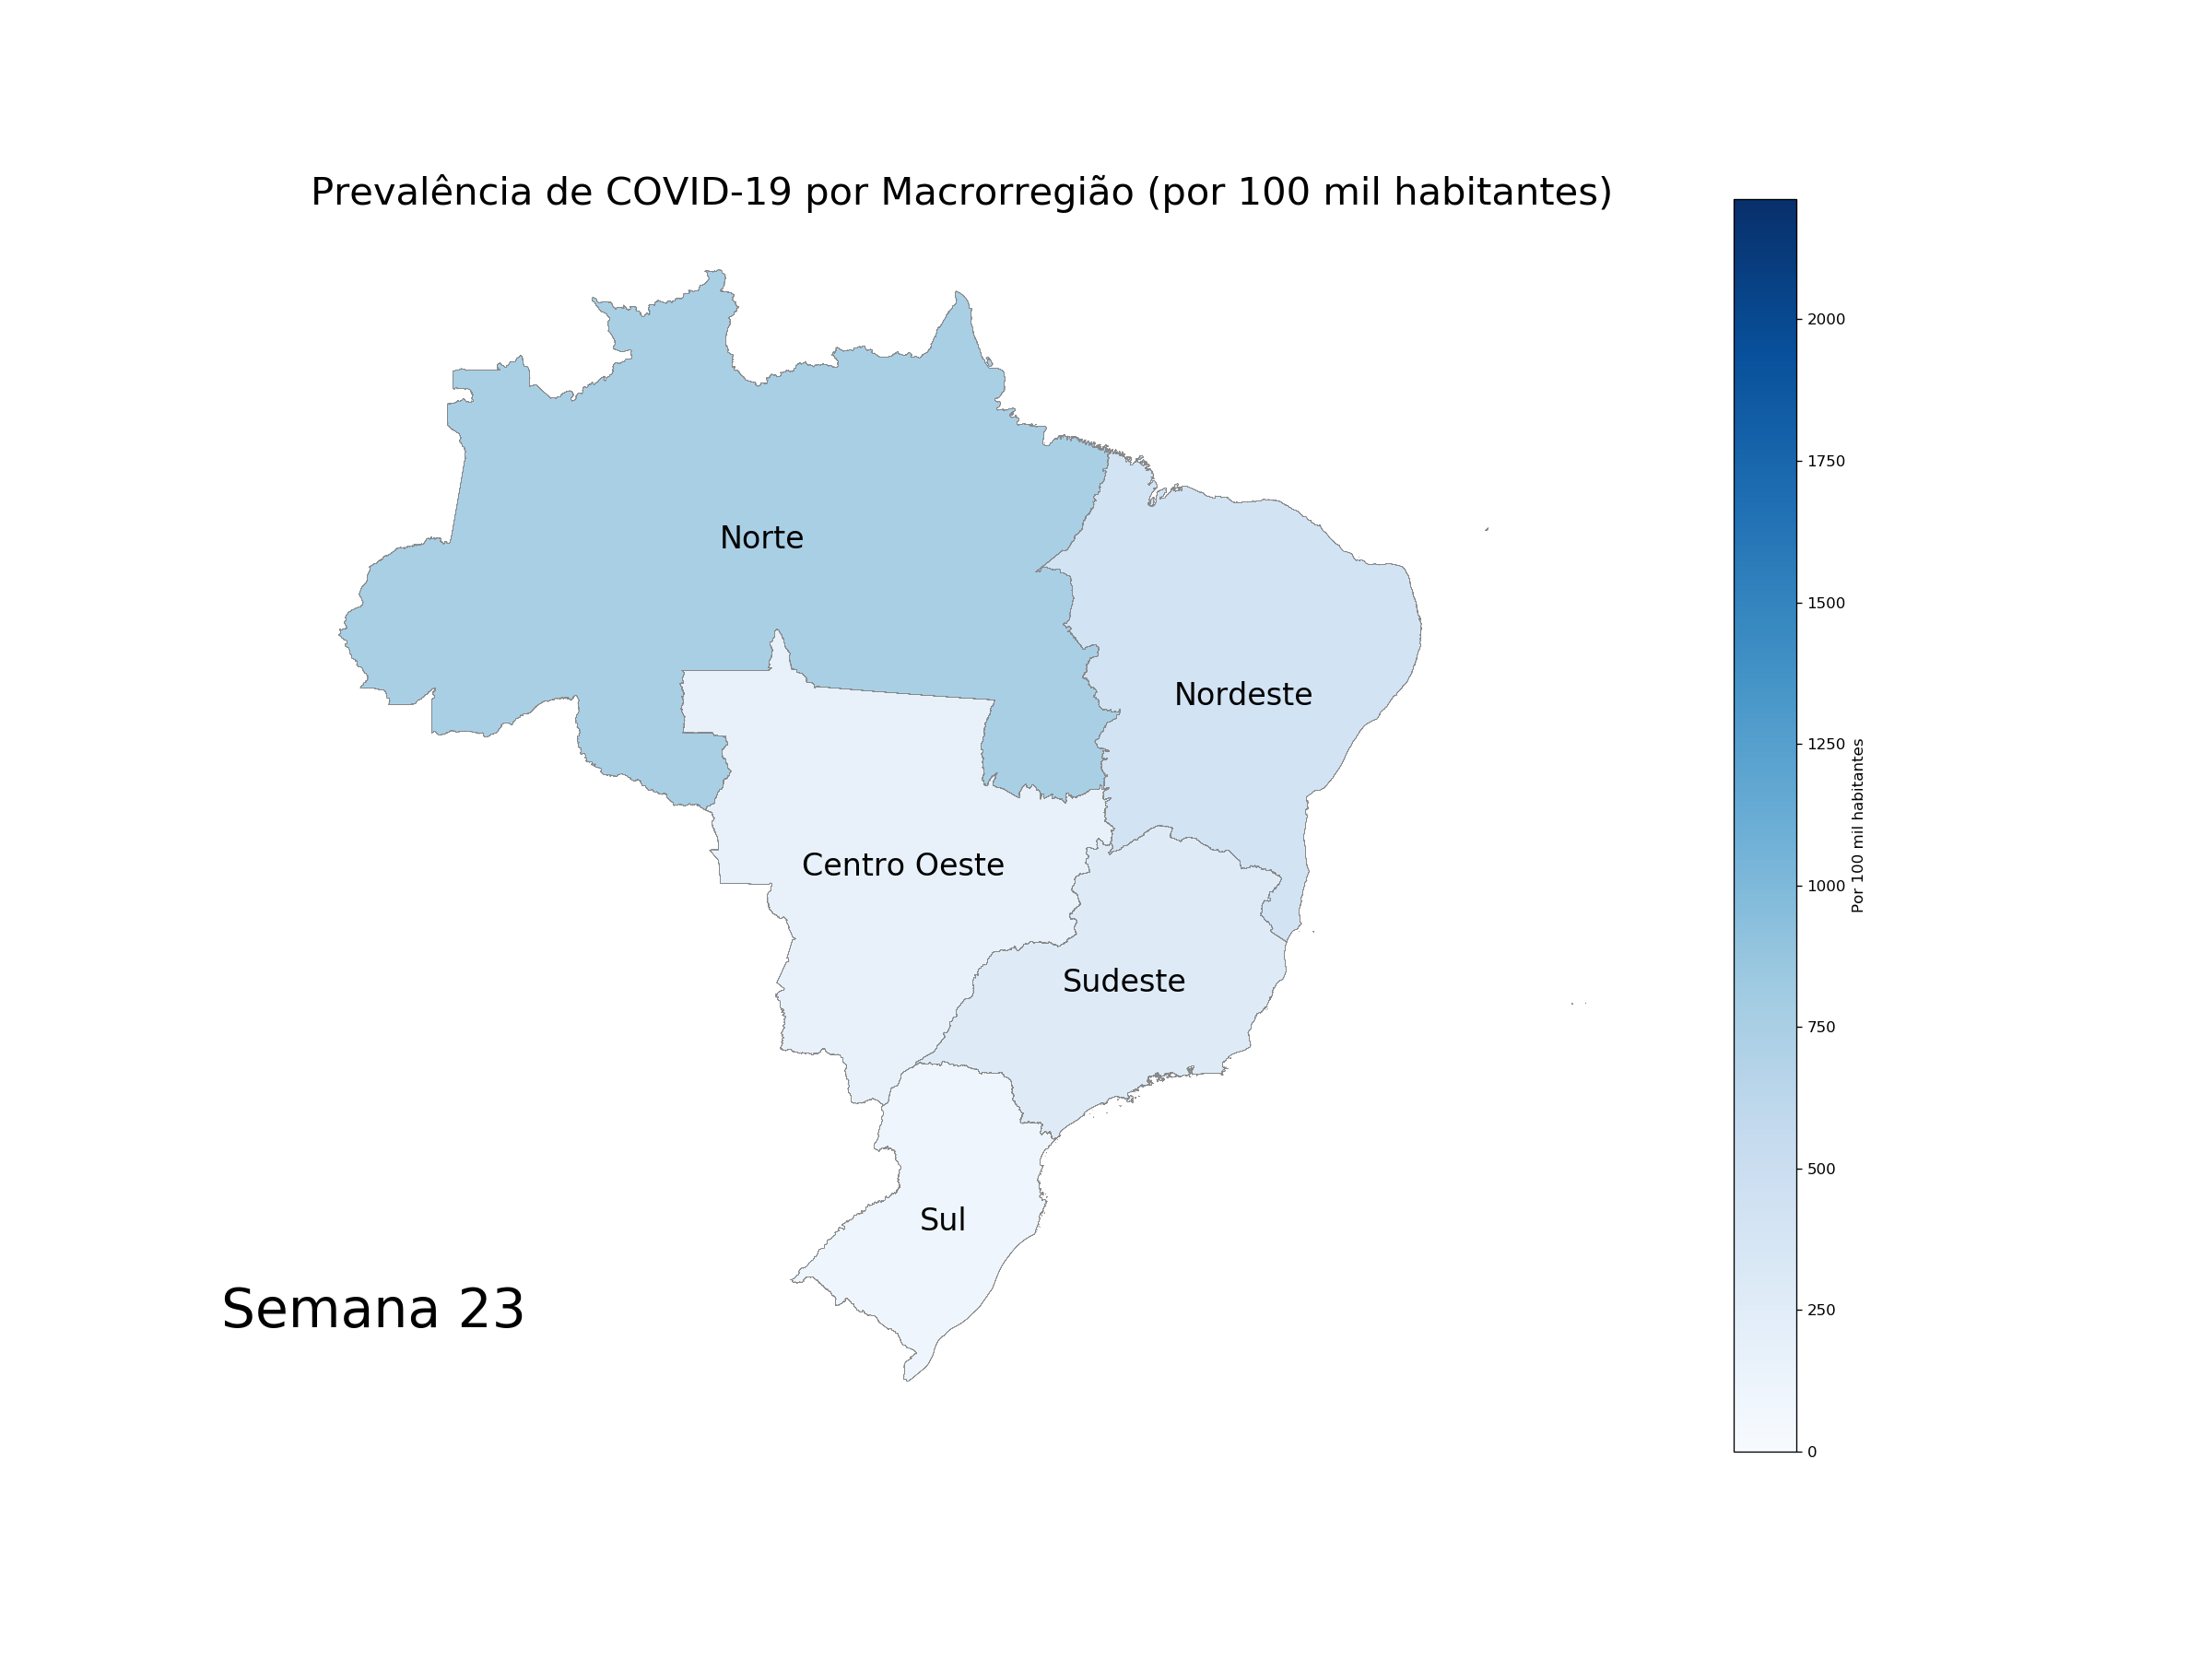 Prevalência de COVID-19 por Macrorregião (por 100 mil habitantes)
Norte
Nordeste
Centro Oeste
Sudeste
Sul
Semana 23
2000
1750
1500
1250
1000
750
500
250
0
Por 100 mil habitantes